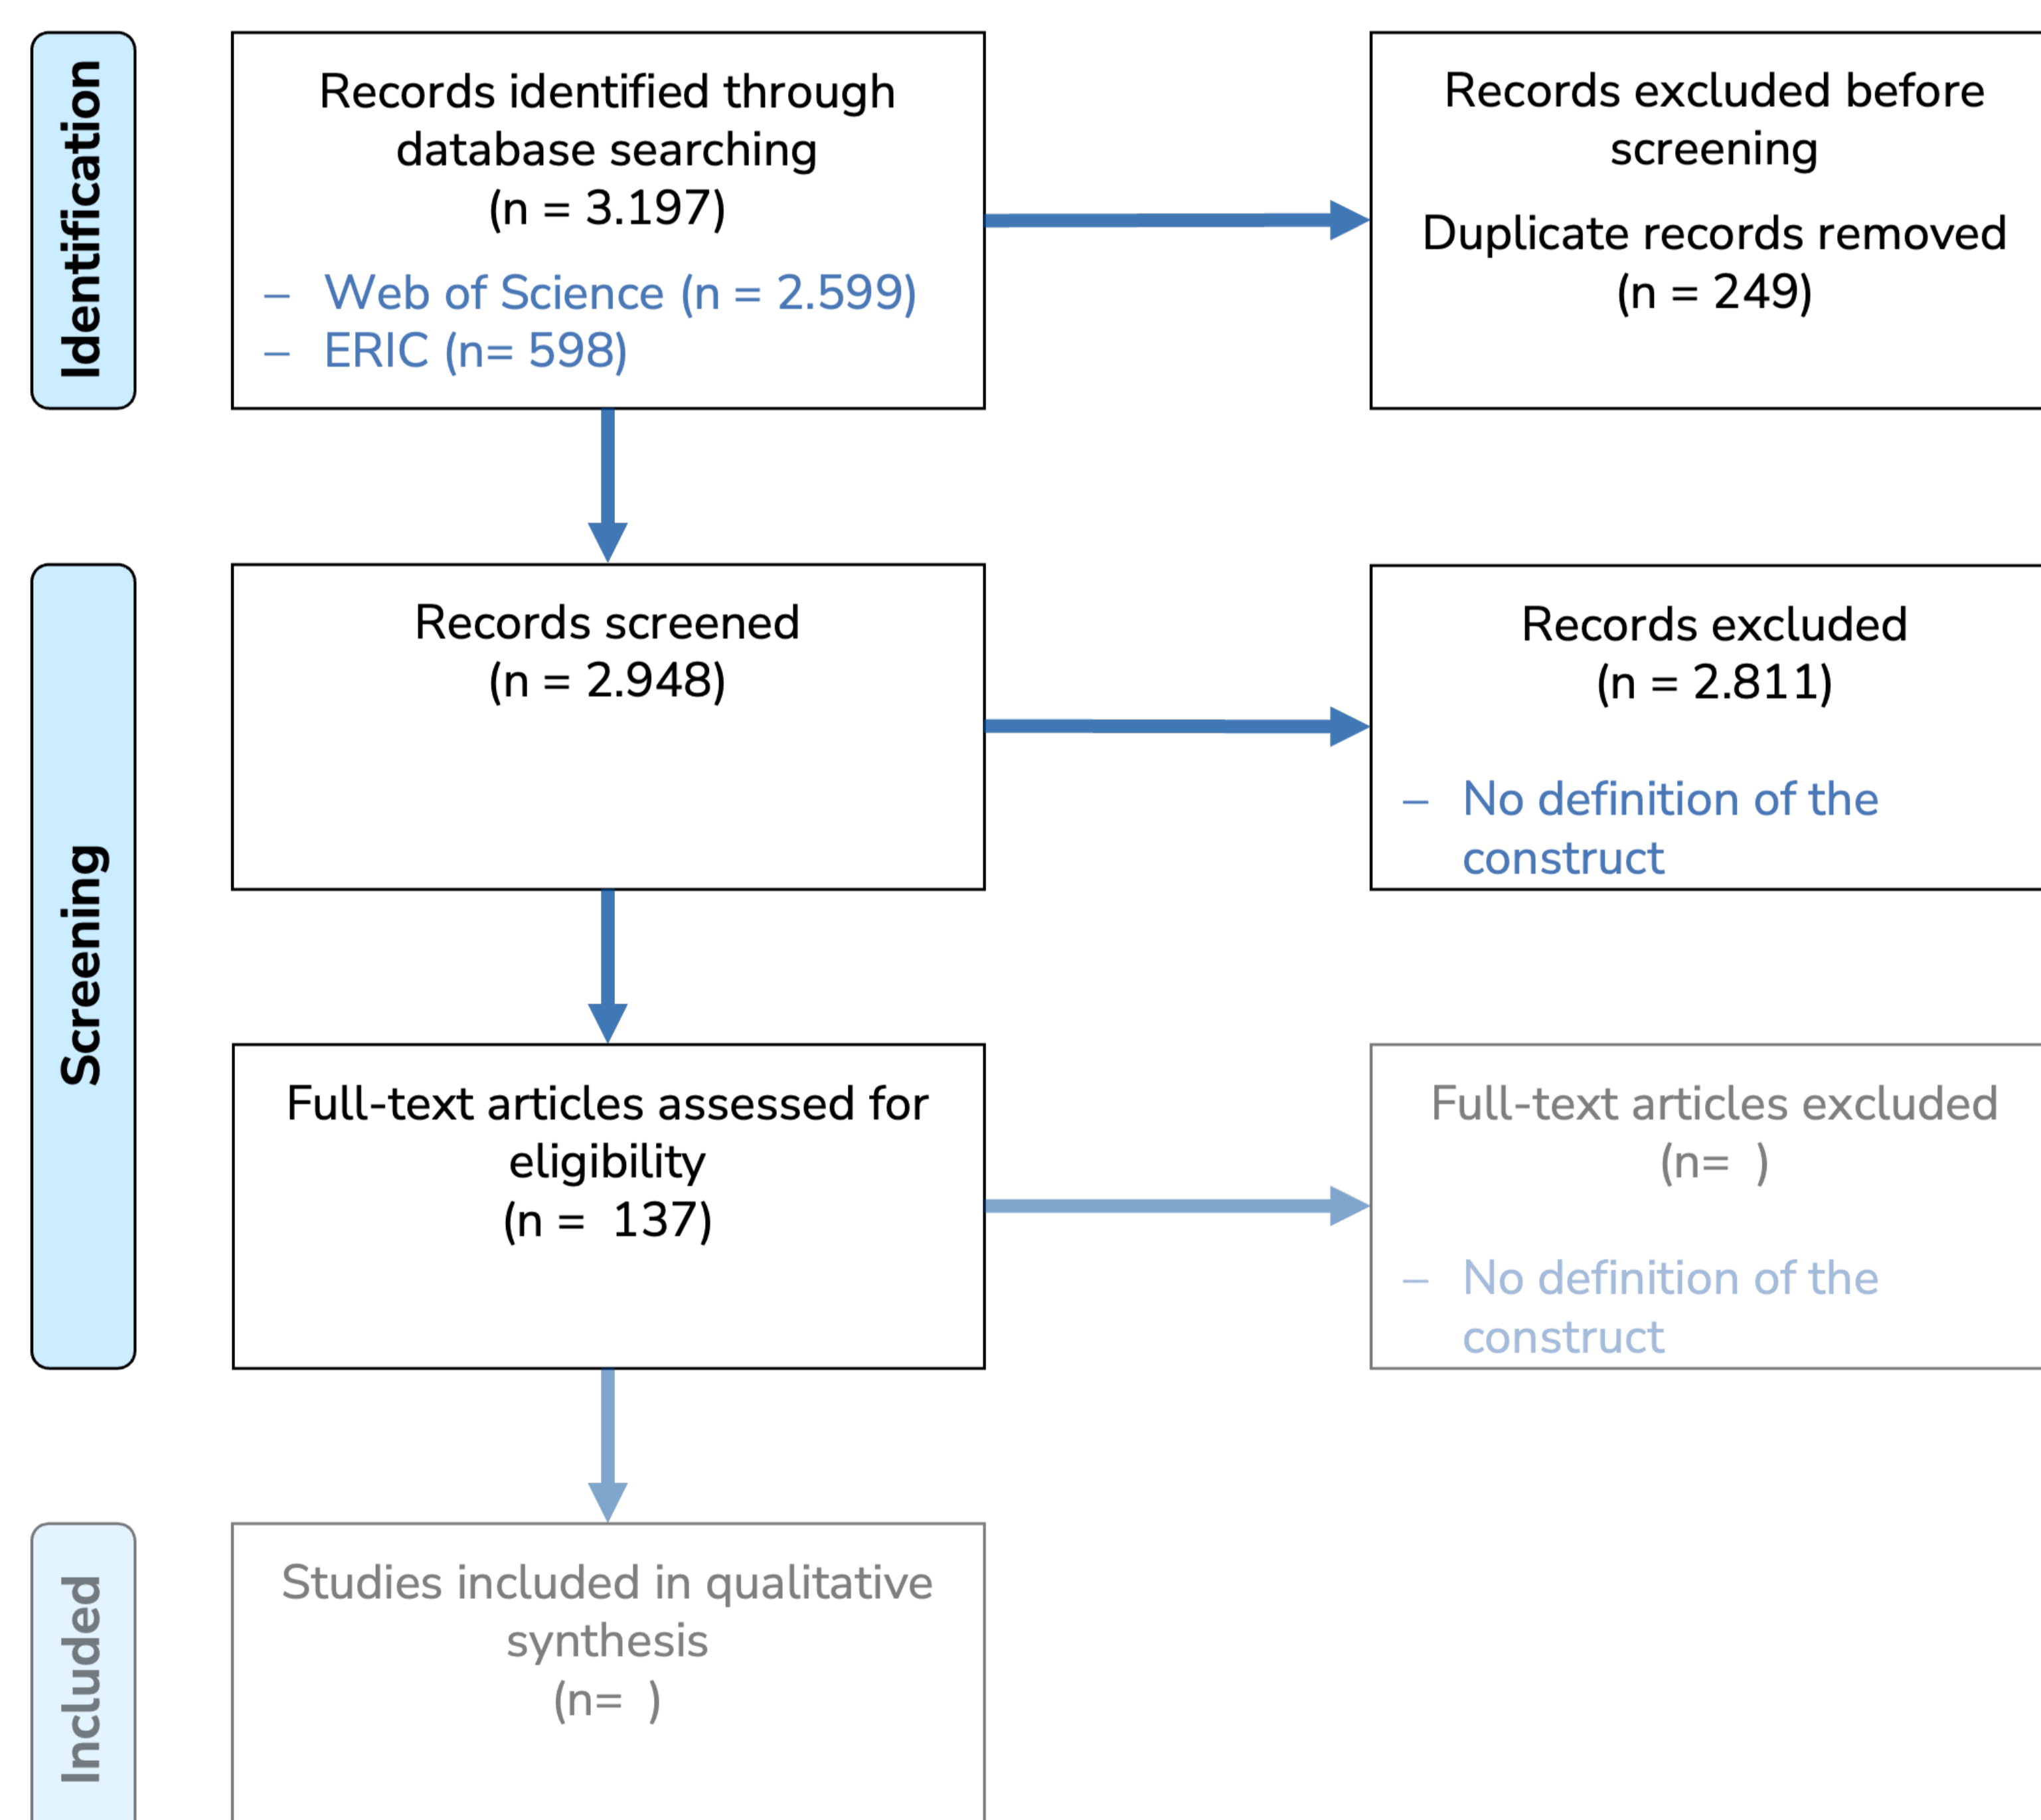 Identification
Records identified through
database searching
(n = 3.197)
– Web of Science (n = 2.599)
– ERIC (n= 598)
Records excluded before
screening
Duplicate records removed
(n = 249)
Screening
Records screened
(n = 2.948)
Records excluded
(n = 2.811)
– No definition of the
construct
Full-text articles assessed for
eligibility
(n =  137)
Full-text articles excluded
(n=  )
– No definition of the
construct
Included
Studies included in qualitative
synthesis
(n=  )